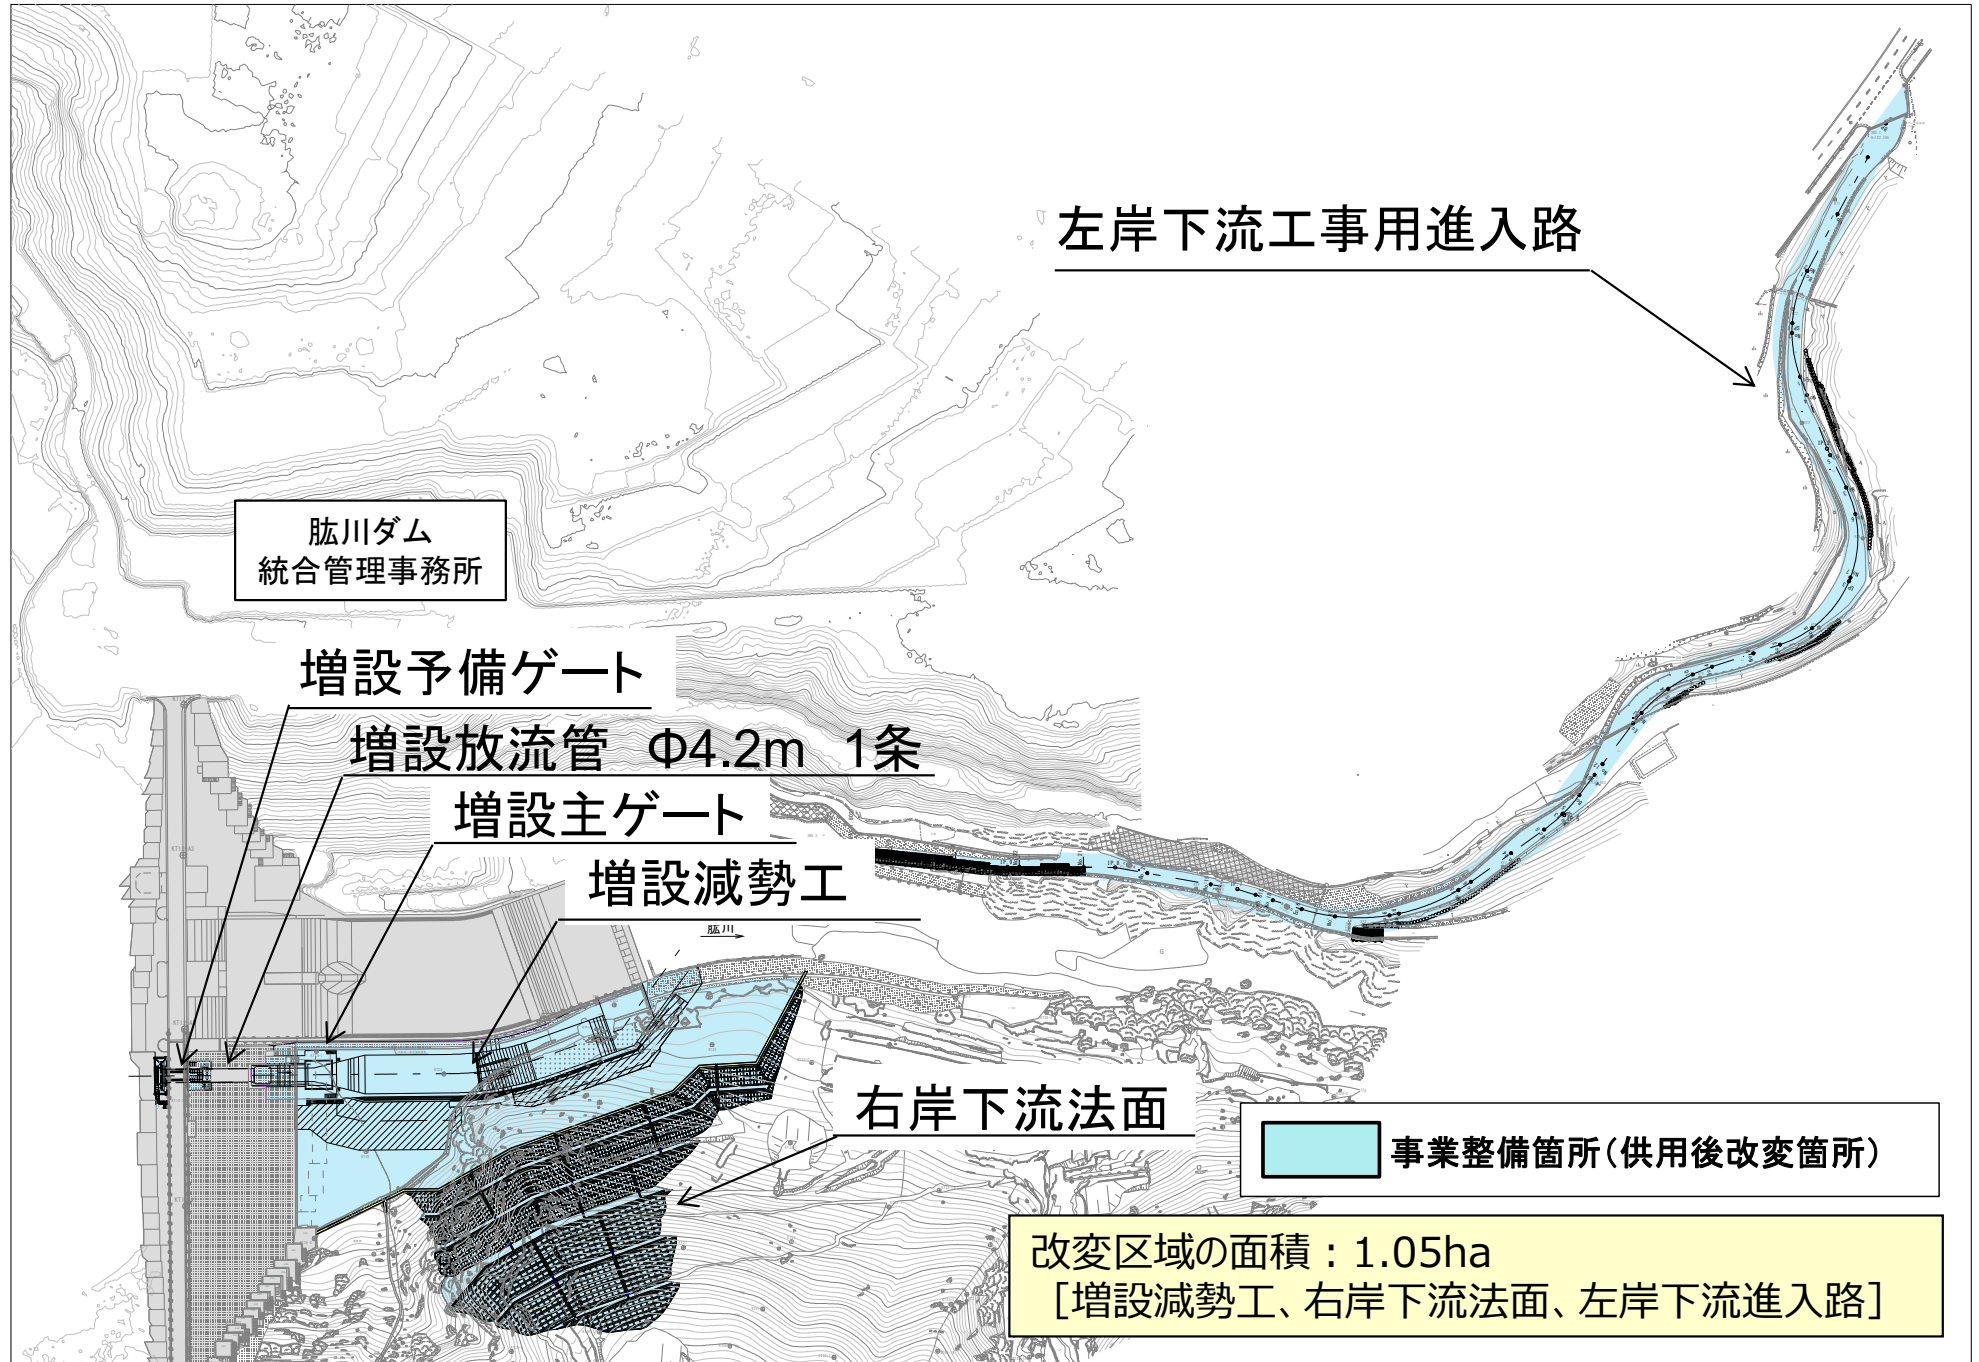 左岸下流工事用進入路
肱川ダム
統合管理事務所
増設予備ゲート
増設放流管　Φ4.2m　1条
増設主ゲート
増設減勢工
肱川
右岸下流法面
事業整備箇所（供用後改変箇所）
改変区域の面積：1.05ha
［増設減勢工、右岸下流法面、左岸下流進入路］